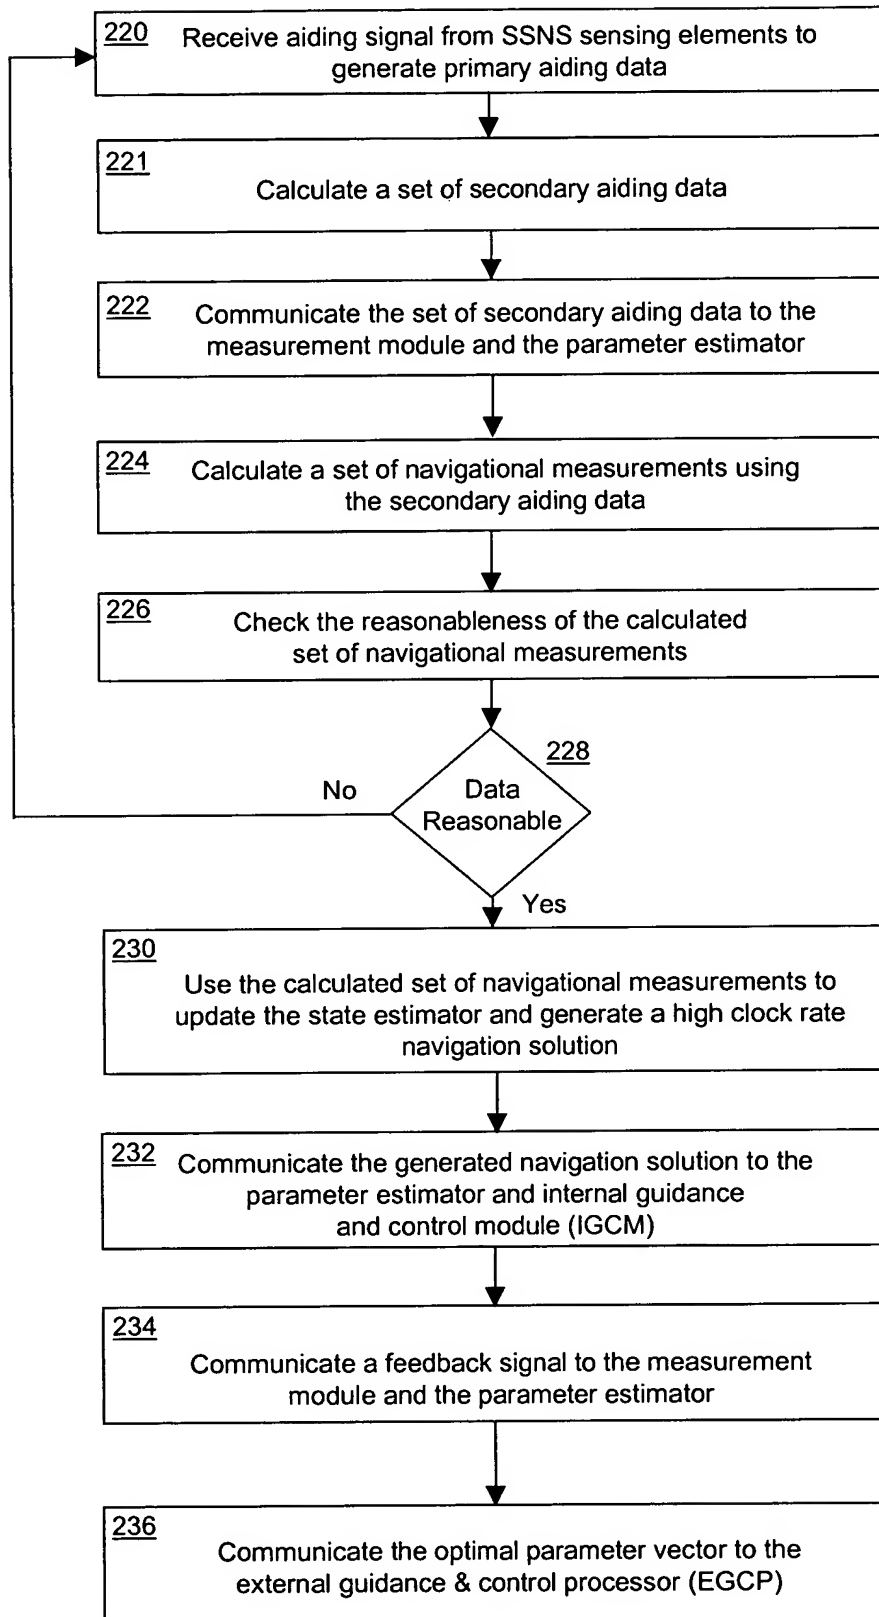 220
Receive aiding signal from SSNS sensing elements to
generate primary aiding data
221
Calculate a set of secondary aiding data
222
Communicate the set of secondary aiding data to the
measurement module and the parameter estimator
224
Calculate a set of navigational measurements using
the secondary aiding data
226
Check the reasonableness of the calculated
set of navigational measurements
228
No
Data
Reasonable
Yes
230
Use the calculated set of navigational measurements to
update the state estimator and generate a high clock rate
navigation solution
232
Communicate the generated navigation solution to the
parameter estimator and internal guidance
and control module (IGCM)
234
Communicate a feedback signal to the measurement
module and the parameter estimator
236
Communicate the optimal parameter vector to the
external guidance & control processor (EGCP)